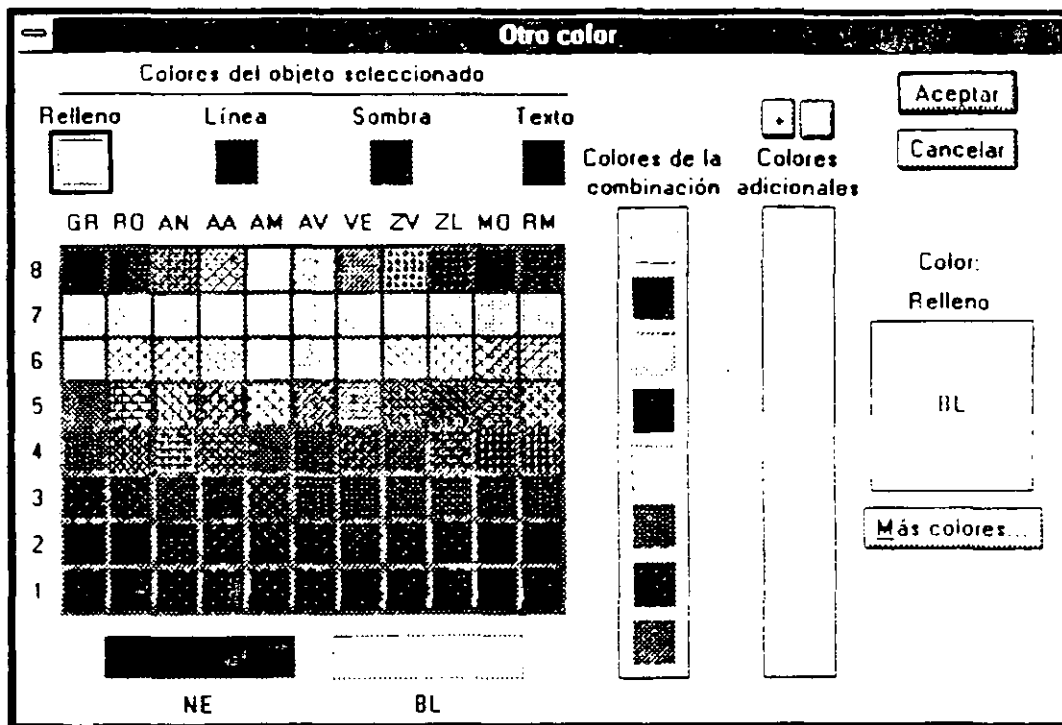 Otro color
Colores del objeto seleccionado
Relleno Línea Sombra Texto
Colores de la combinación
+
Colores adicionales
Aceptar
Cancelar
GR RO AN AA AM AV VE ZV ZL MO RM
8
7
6
5
4
3
2
1
NE BL
Color:
Relleno
BL
Más colores...